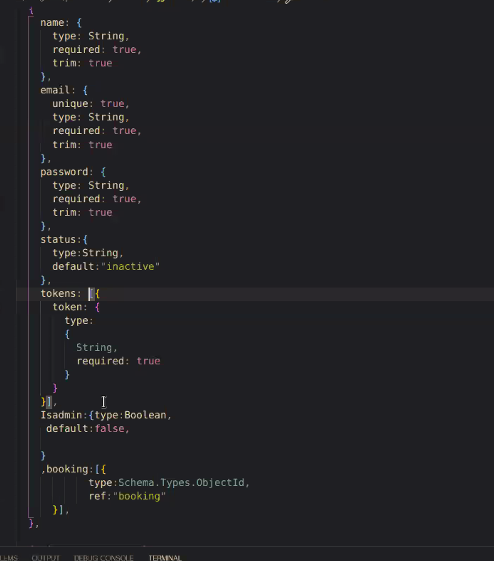 {
name: {
type: String,
required: true,
trim: true
},
email: {
unique: true,
type: String,
required: true,
trim: true
},
password: {
type: String,
required: true,
trim: true
},
status:{
type:String,
default:"inactive"
},
tokens: [{
token: {
type:
{
String,
required: true
}
}
}],
Isadmin:{type:Boolean,
default:false,
}
,booking:[{
type:Schema.Types.ObjectId,
ref:"booking"
}],
},
LEMS OUTPUT DEBUG CONSOLE TERMINAL